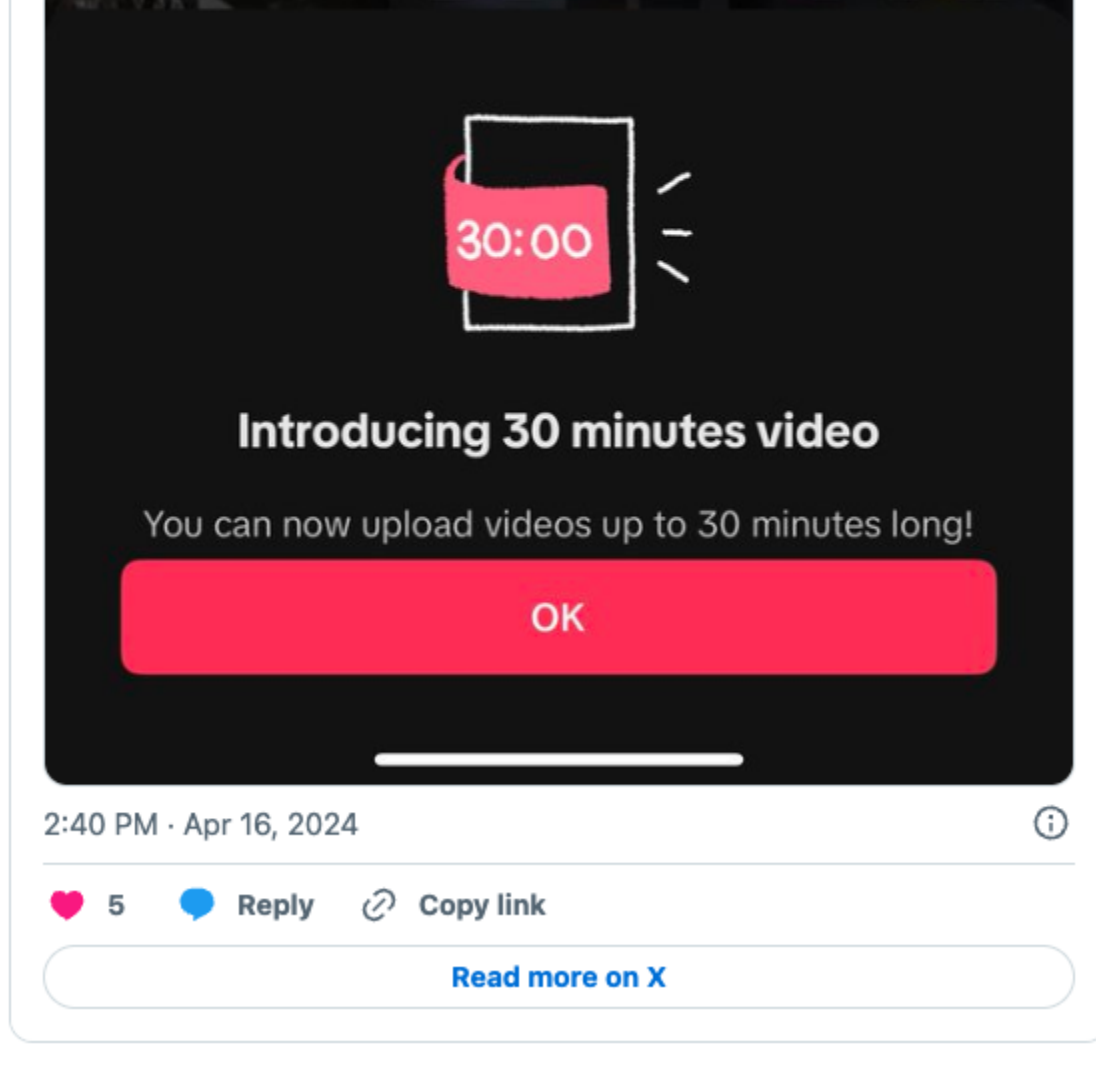 30:00
Introducing 30 minutes video
You can now upload videos up to 30 minutes long!
OK
2:40 PM · Apr 16, 2024
5 Reply Copy link
Read more on X